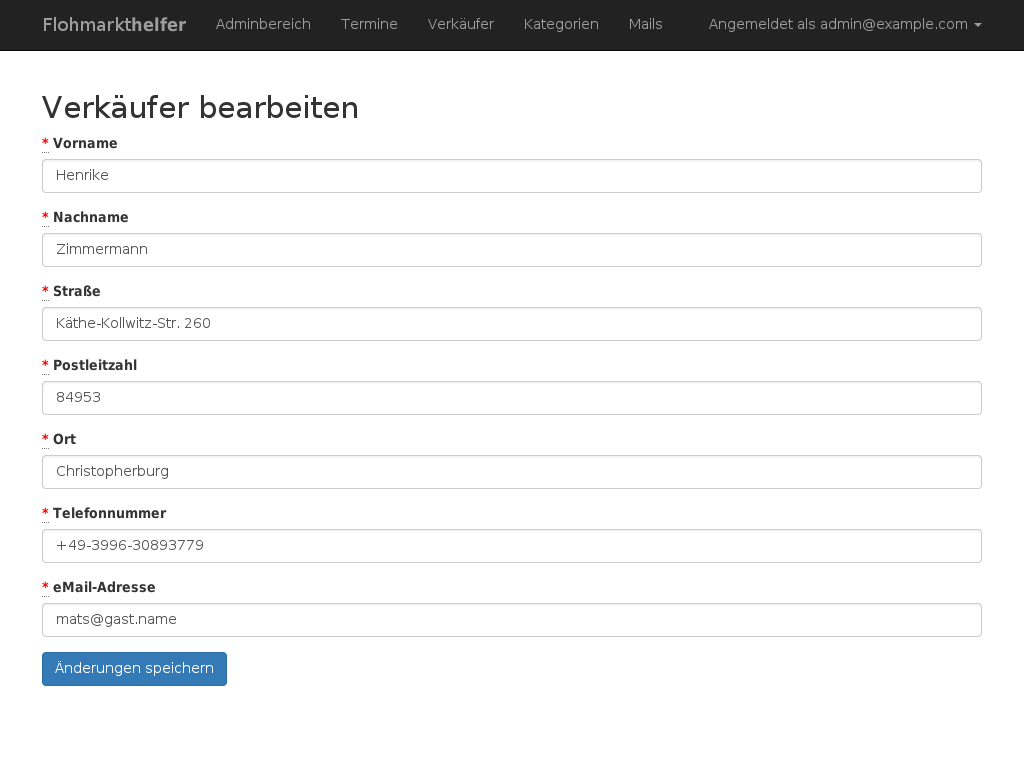 Flohmarkthelfer Adminbereich Termine Verkäufer Kategorien Mails Angemeldet als admin@example.com
Verkäufer bearbeiten
* Vorname
Henrike
* Nachname
Zimmermann
* Straße
Käthe-Kollwitz-Str. 260
* Postleitzahl
84953
* Ort
Christopherburg
* Telefonnummer
+49-3996-30893779
* eMail-Adresse
mats@gast.name
Änderungen speichern